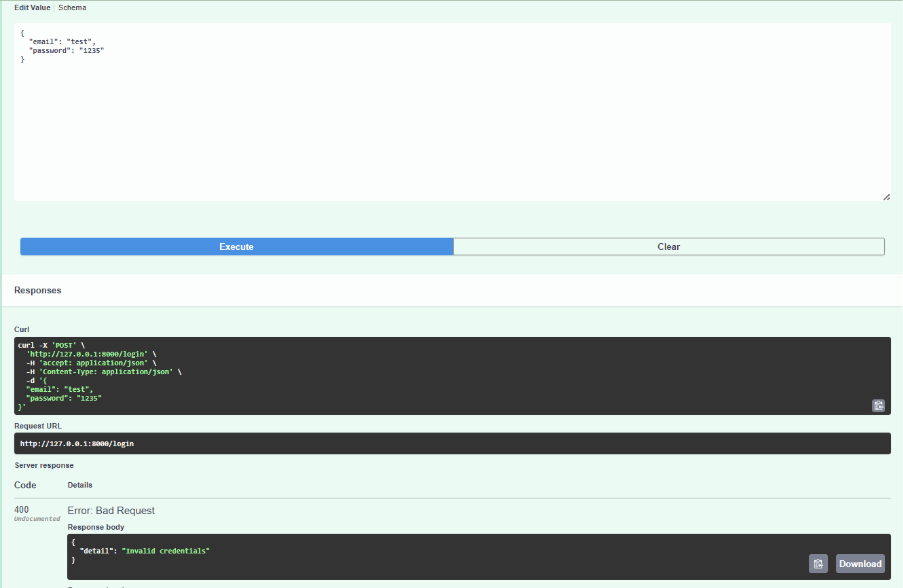 Edit Value | Schema
{
  "email": "test",
  "password": "1235"
}
Execute
Clear
Responses
Curl
curl -X 'POST' \
  'http://127.0.0.1:8000/login' \
  -H 'accept: application/json' \
  -H 'Content-Type: application/json' \
  -d '{
  "email": "test",
  "password": "1235"
}'
Request URL
http://127.0.0.1:8000/login
Server response
Code Details
400 Error: Bad Request
Undocumented
Response body
{
  "detail": "Invalid credentials"
}
Download